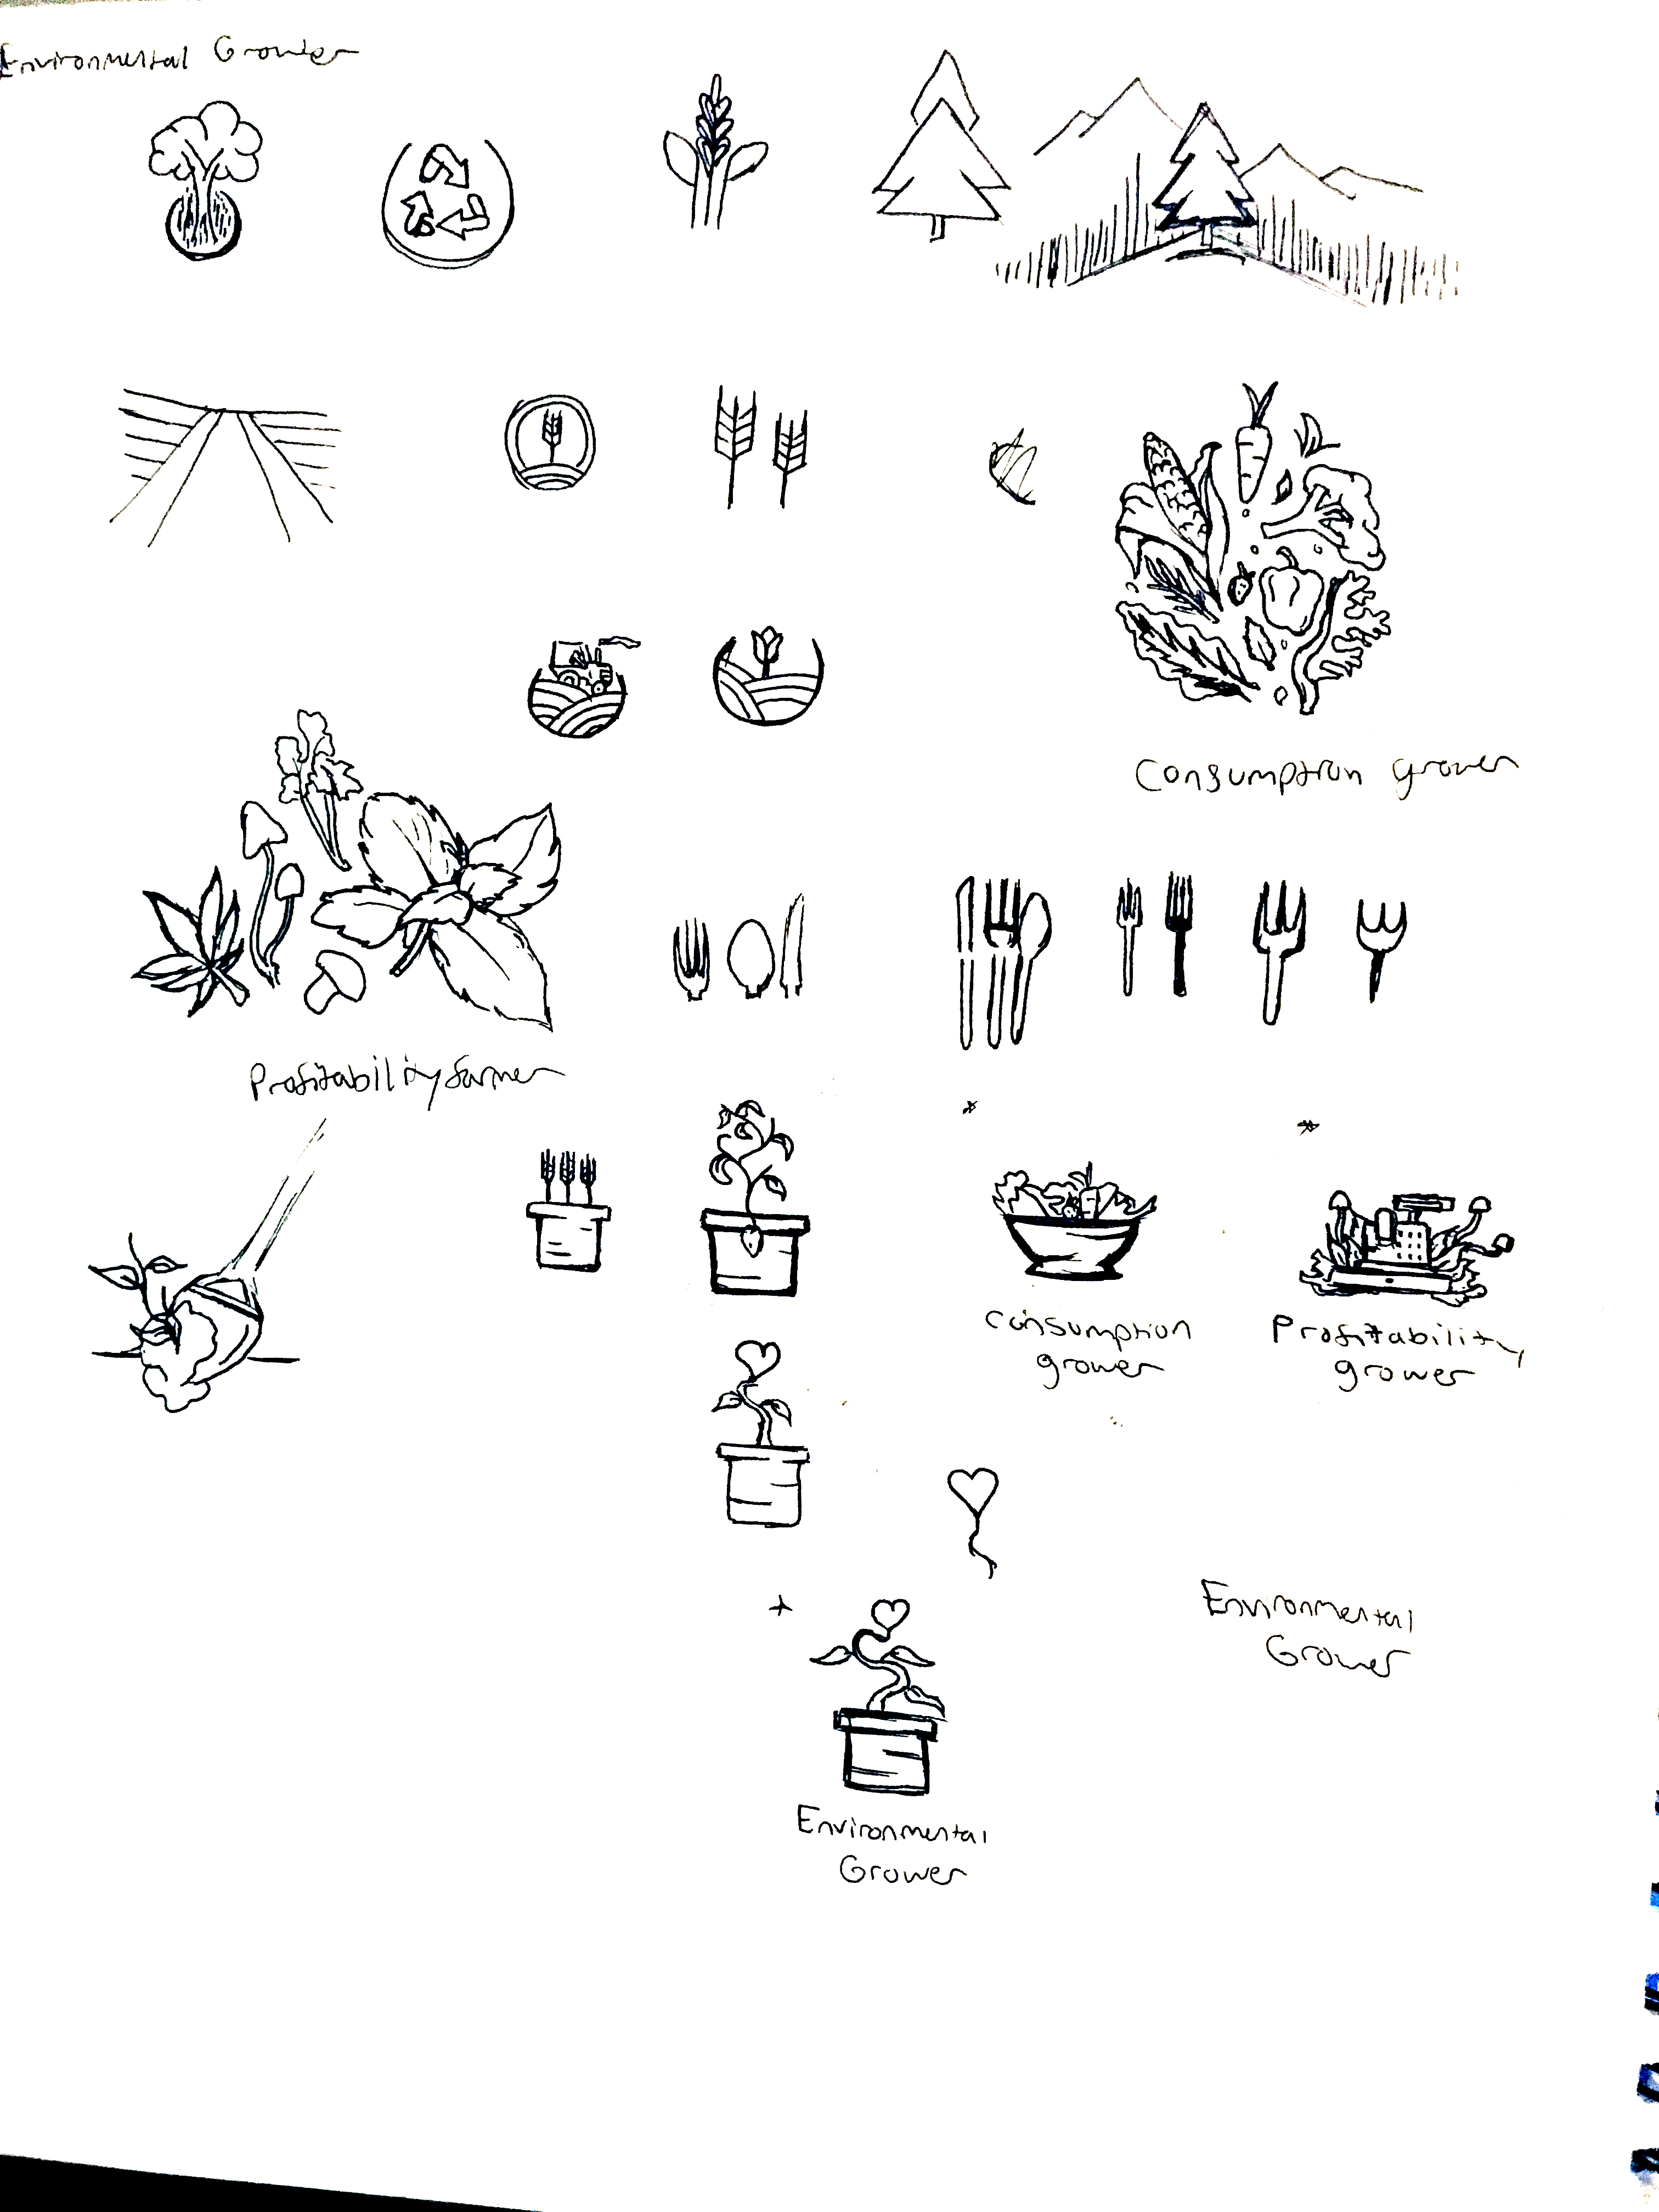 Environmental Grower
Consumption grower
Profitability farmer
Consumption
grower
Profitability
grower
Environmental
Grower
Environmental
Grower